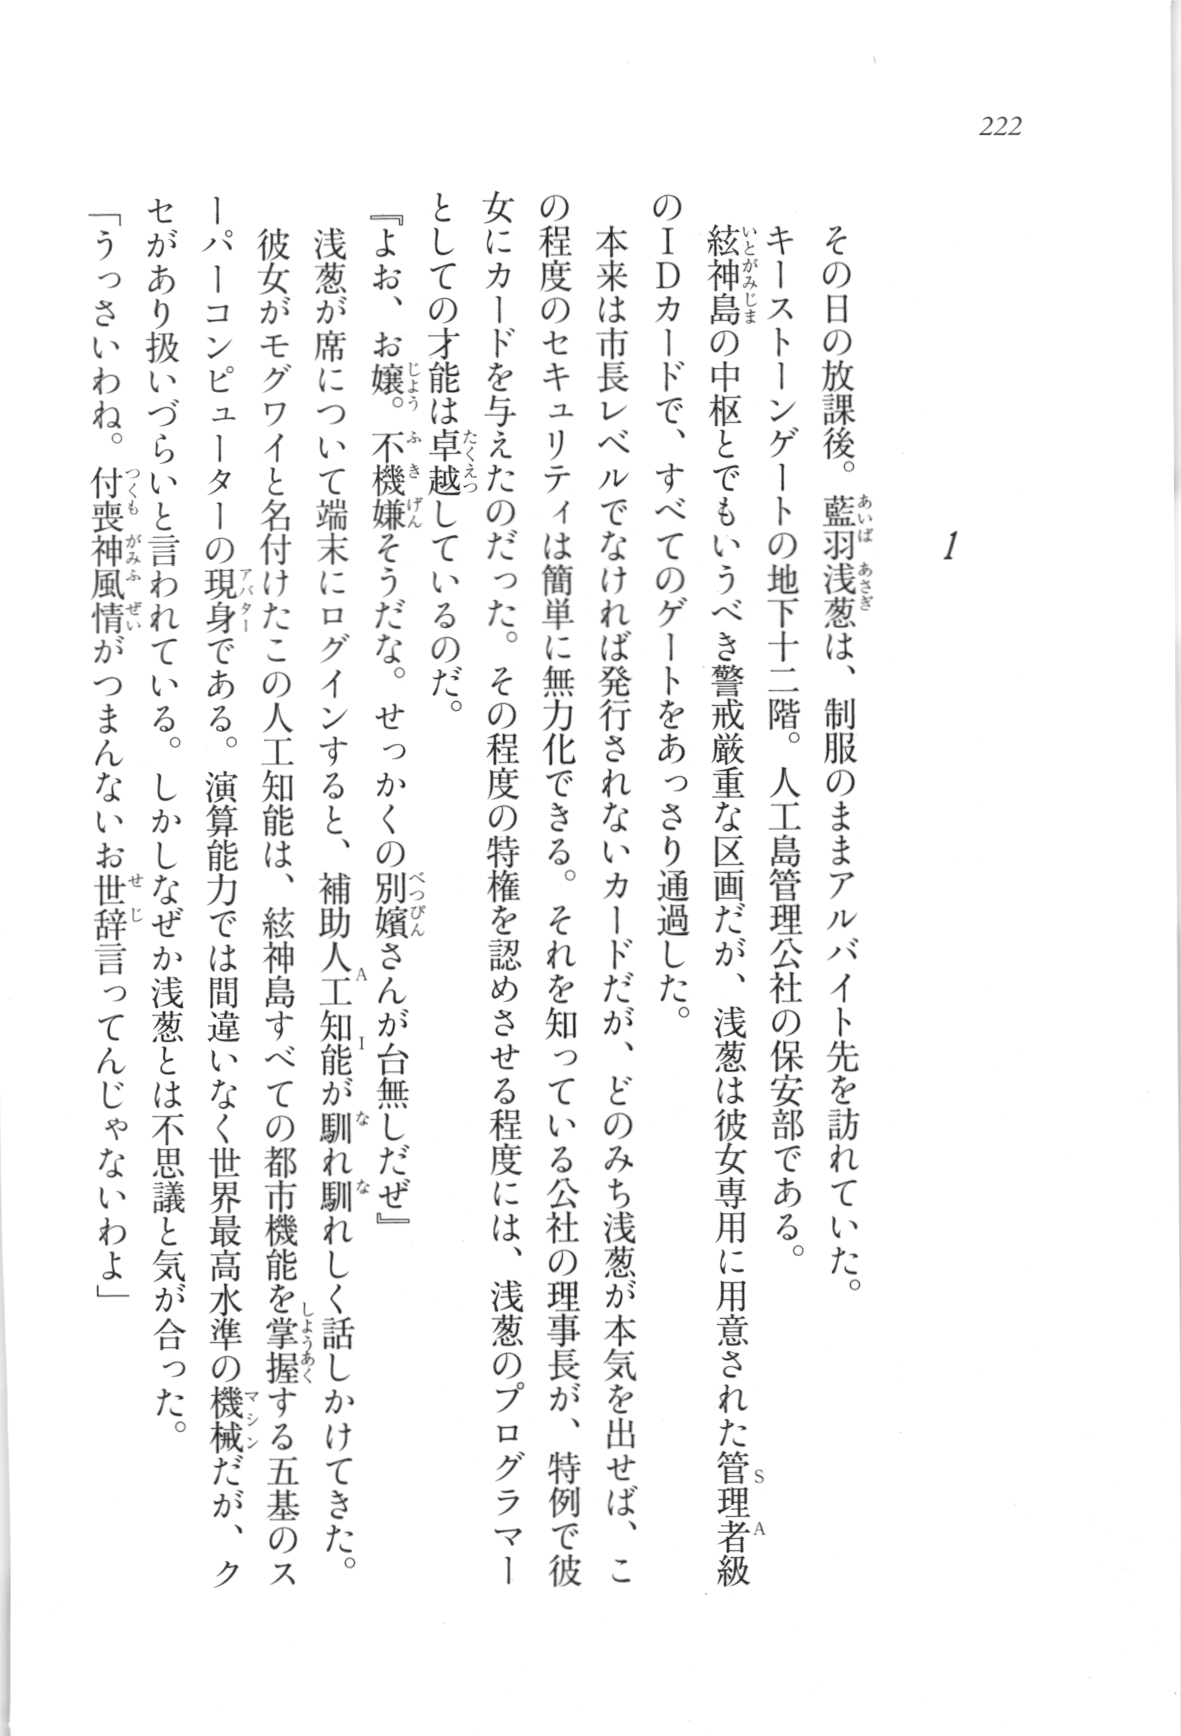 222
1
その日の放課後。藍羽浅葱は、制服のままアルバイト先を訪れていた。
キーストーンゲートの地下十二階。人工島管理公社の保安部である。
絃神島の中枢とでもいうべき警戒厳重な区画だが、浅葱は彼女専用に用意された管理者級
のＩＤカードで、すべてのゲートをあっさり通過した。
本来は市長レベルでなければ発行されないカードだが、どのみち浅葱が本気を出せば、こ
の程度のセキュリティは簡単に無力化できる。それを知っている公社の理事長が、特例で彼
女にカードを与えたのだった。その程度の特権を認めさせる程度には、浅葱のプログラマー
としての才能は卓越しているのだ。
『よお、お嬢。不機嫌そうだな。せっかくの別嬪さんが台無しだぜ』
浅葱が席について端末にログインすると、補助人工知能が馴れ馴れしく話しかけてきた。
彼女がモグワイと名付けたこの人工知能は、絃神島すべての都市機能を掌握する五基のス
ーパーコンピューターの現身である。演算能力では間違いなく世界最高水準の機械だが、ク
セがあり扱いづらいと言われている。しかしなぜか浅葱とは不思議と気が合った。
「うっさいわね。付喪神風情がつまんないお世辞言ってんじゃないわよ」